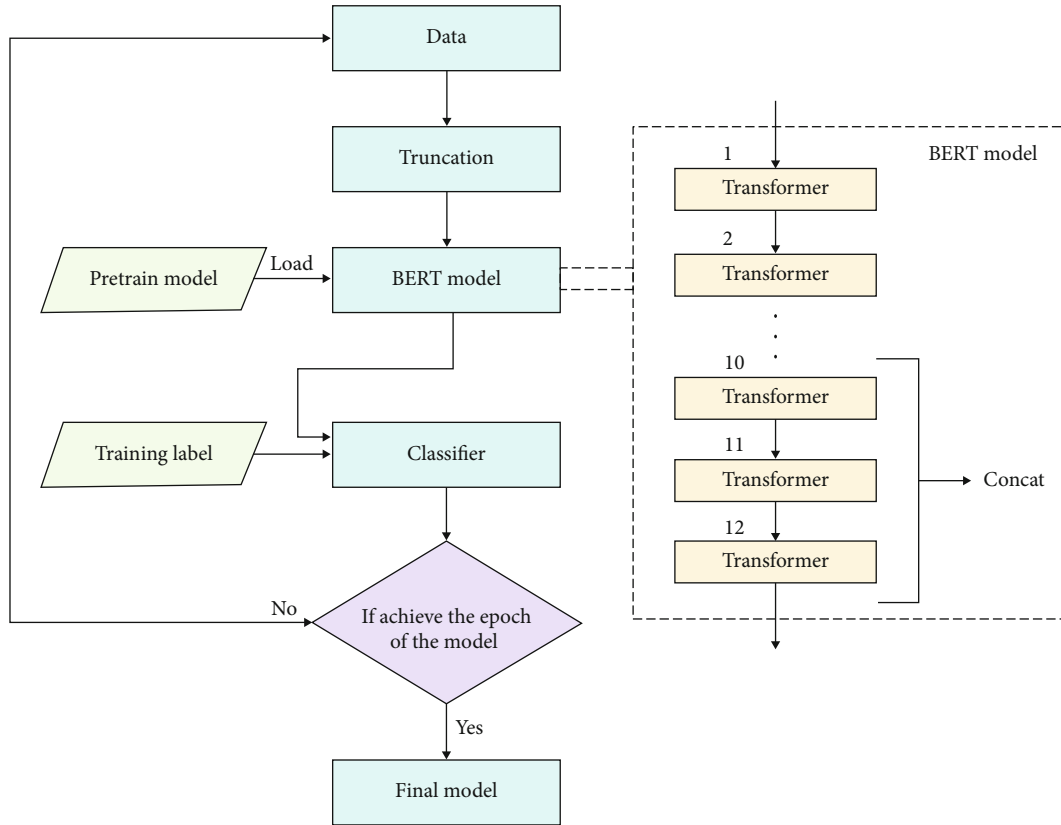 Data
Truncation
Pretrain model
Load
BERT model
Training label
Classifier
No
If achieve the epoch
of the model
Yes
Final model
BERT model
1
Transformer
2
Transformer
10
Transformer
11
Transformer
12
Transformer
Concat